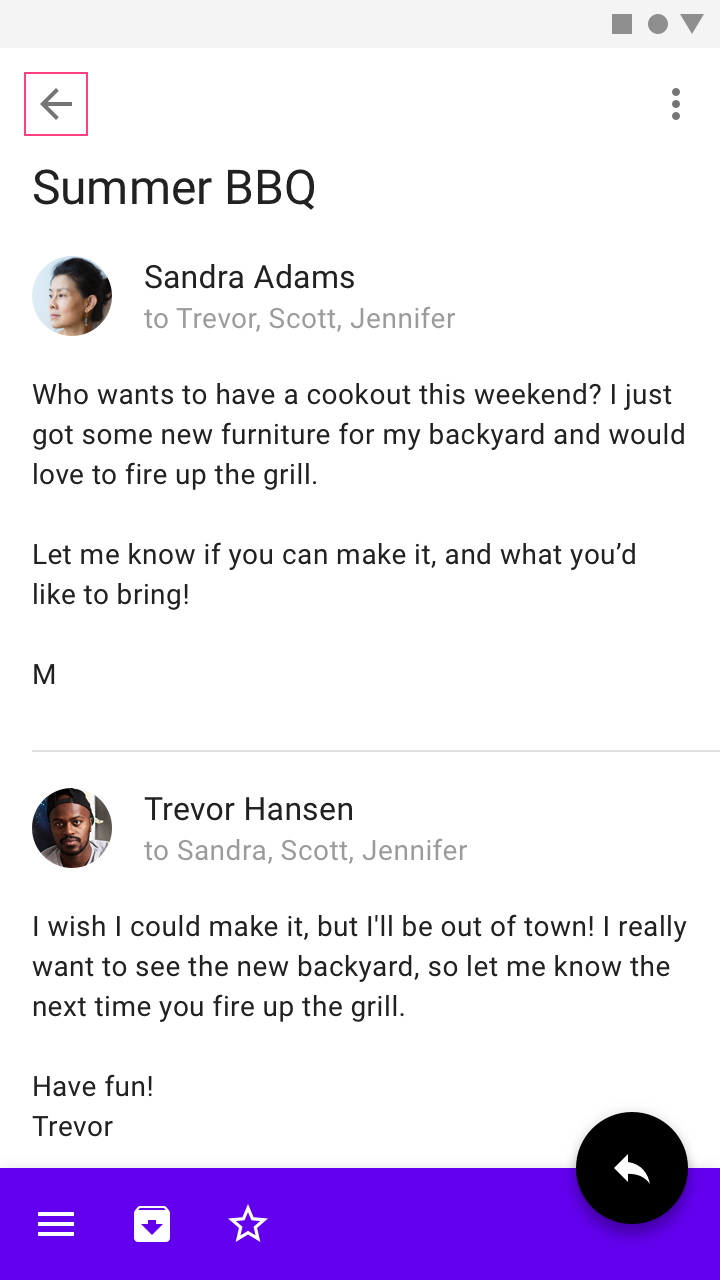 Summer BBQ
Sandra Adams
to Trevor, Scott, Jennifer
Who wants to have a cookout this weekend? I just
got some new furniture for my backyard and would
love to fire up the grill.
Let me know if you can make it, and what you’d
like to bring!
M
Trevor Hansen
to Sandra, Scott, Jennifer
I wish I could make it, but I'll be out of town! I really
want to see the new backyard, so let me know the
next time you fire up the grill.
Have fun!
Trevor